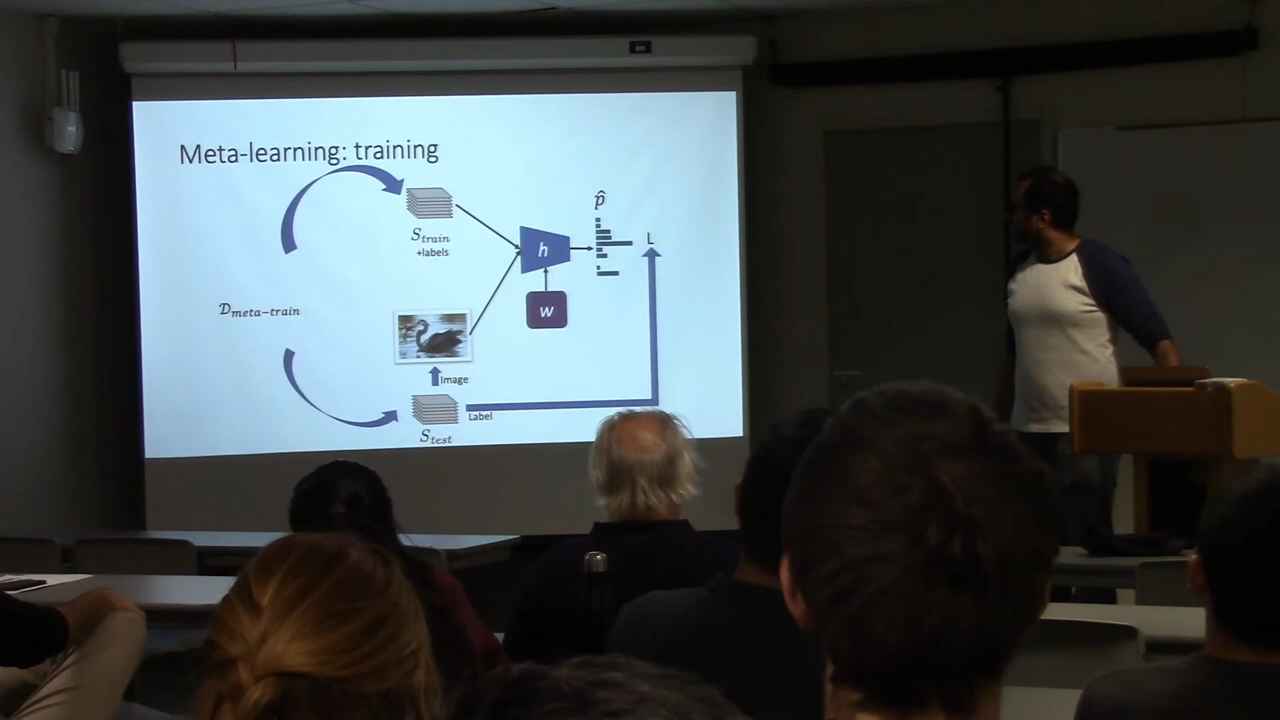 Meta-learning: training
S_train
+labels
p̂
L
h
w
D_meta−train
Image
Label
S_test